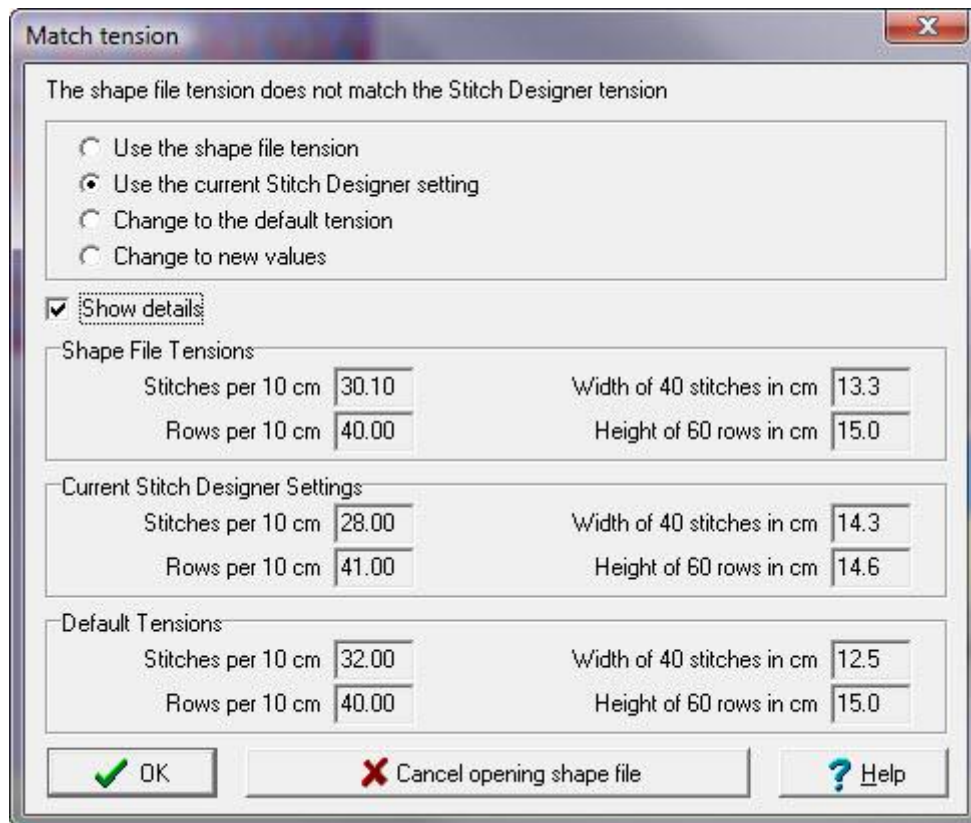 Match tension
The shape file tension does not match the Stitch Designer tension
Use the shape file tension
Use the current Stitch Designer setting
Change to the default tension
Change to new values
Show details
Shape File Tensions
Stitches per 10 cm 30.10 Width of 40 stitches in cm 13.3
Rows per 10 cm 40.00 Height of 60 rows in cm 15.0
Current Stitch Designer Settings
Stitches per 10 cm 28.00 Width of 40 stitches in cm 14.3
Rows per 10 cm 41.00 Height of 60 rows in cm 14.6
Default Tensions
Stitches per 10 cm 32.00 Width of 40 stitches in cm 12.5
Rows per 10 cm 40.00 Height of 60 rows in cm 15.0
OK Cancel opening shape file Help